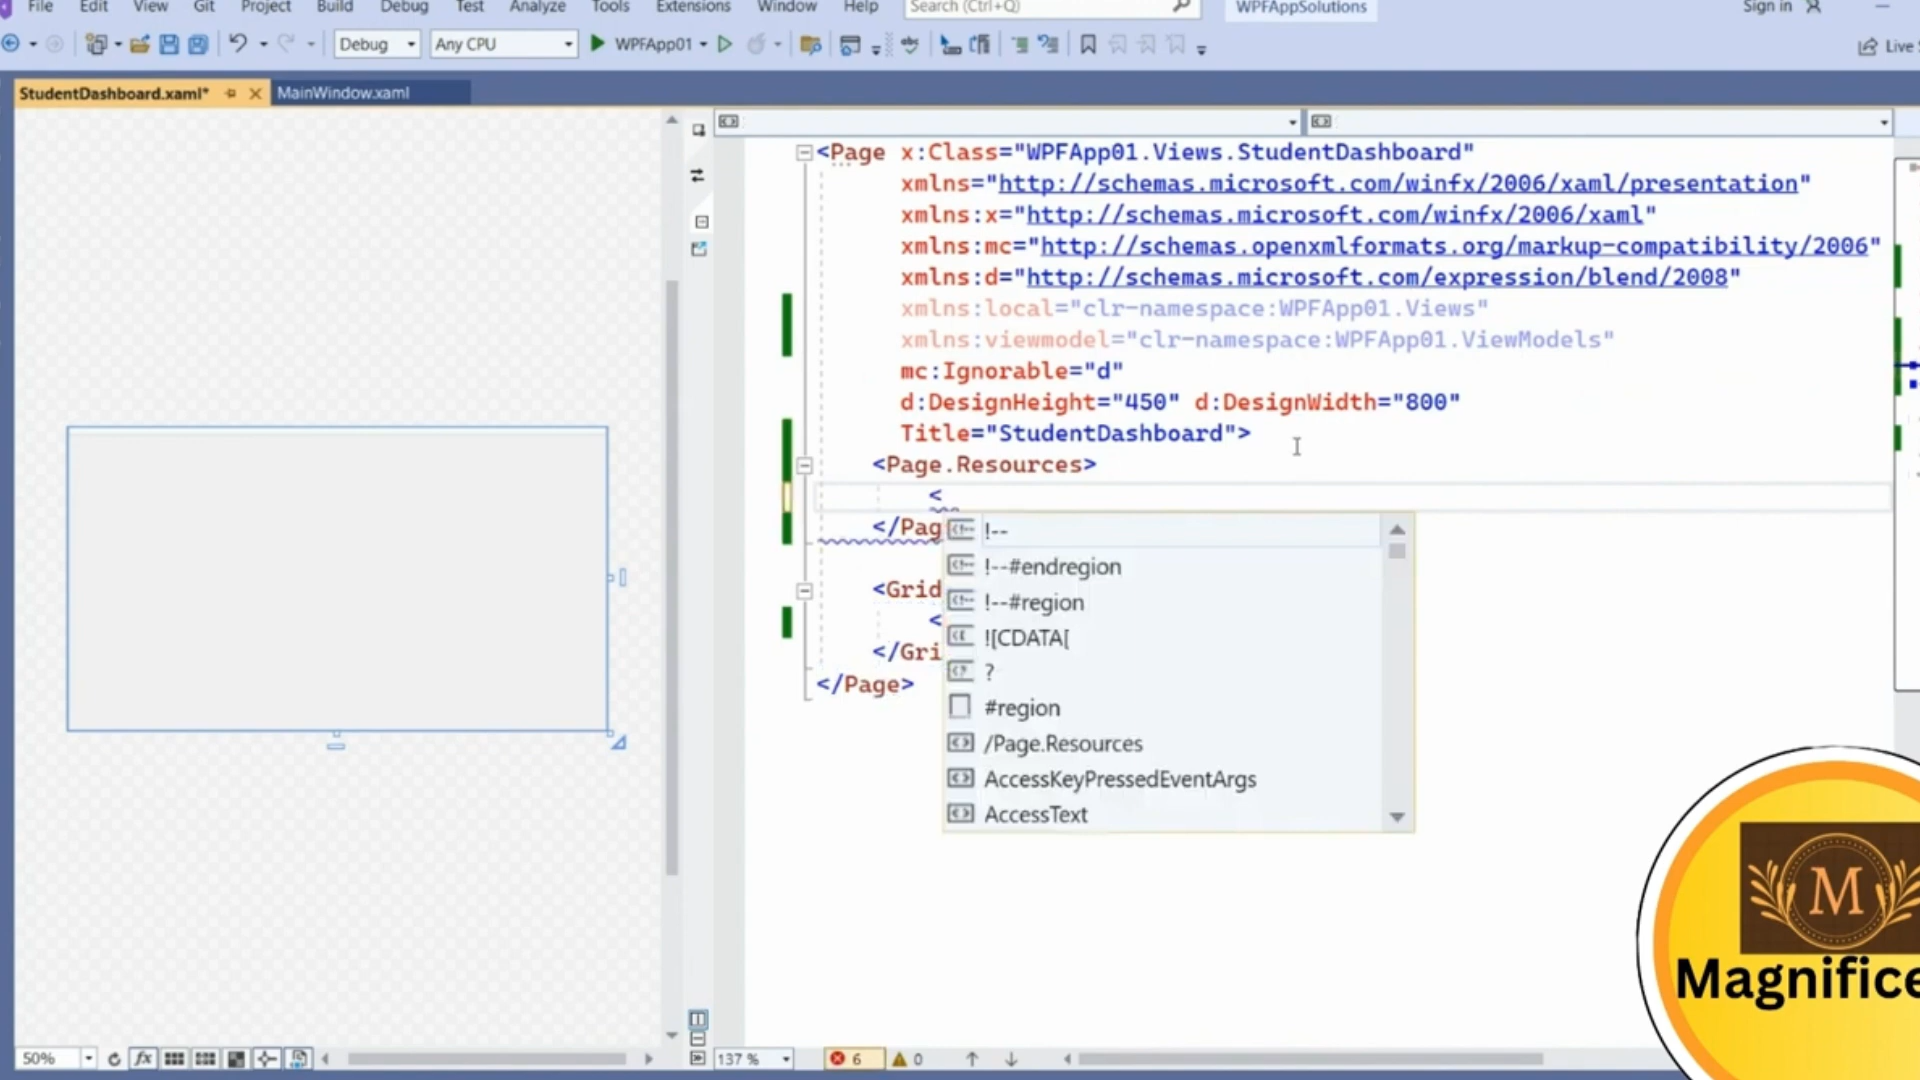 File Edit View Git Project Build Debug Test Analyze Tools Extensions Window Help Search (Ctrl+Q) WPFAppSolutions Sign in
Debug Any CPU WPFApp01 Live
StudentDashboard.xaml* MainWindow.xaml
<Page x:Class="WPFApp01.Views.StudentDashboard"
xmlns="http://schemas.microsoft.com/winfx/2006/xaml/presentation"
xmlns:x="http://schemas.microsoft.com/winfx/2006/xaml"
xmlns:mc="http://schemas.openxmlformats.org/markup-compatibility/2006"
xmlns:d="http://schemas.microsoft.com/expression/blend/2008"
xmlns:local="clr-namespace:WPFApp01.Views"
xmlns:viewmodel="clr-namespace:WPFApp01.ViewModels"
mc:Ignorable="d"
d:DesignHeight="450" d:DesignWidth="800"
Title="StudentDashboard">
<Page.Resources>
<
</Pag
<Grid
<
</Gri
</Page>
!--
!--#endregion
!--#region
![CDATA[
?
#region
/Page.Resources
AccessKeyPressedEventArgs
AccessText
M
Magnifice
50% fx 137 % 6 0